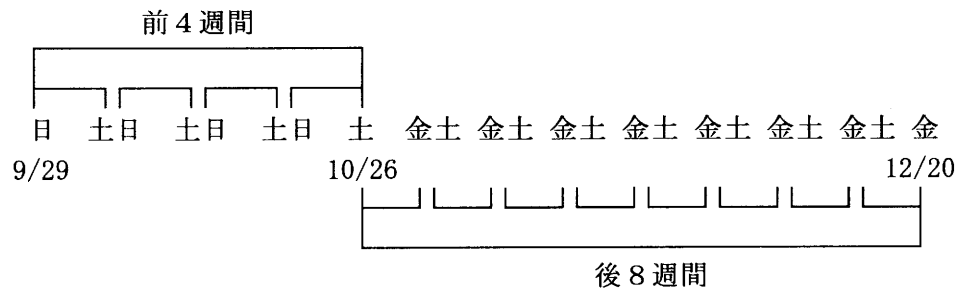 前4週間
日 土日 土日 土日 土 金土 金土 金土 金土 金土 金土 金土 金
9/29 10/26 12/20
後8週間